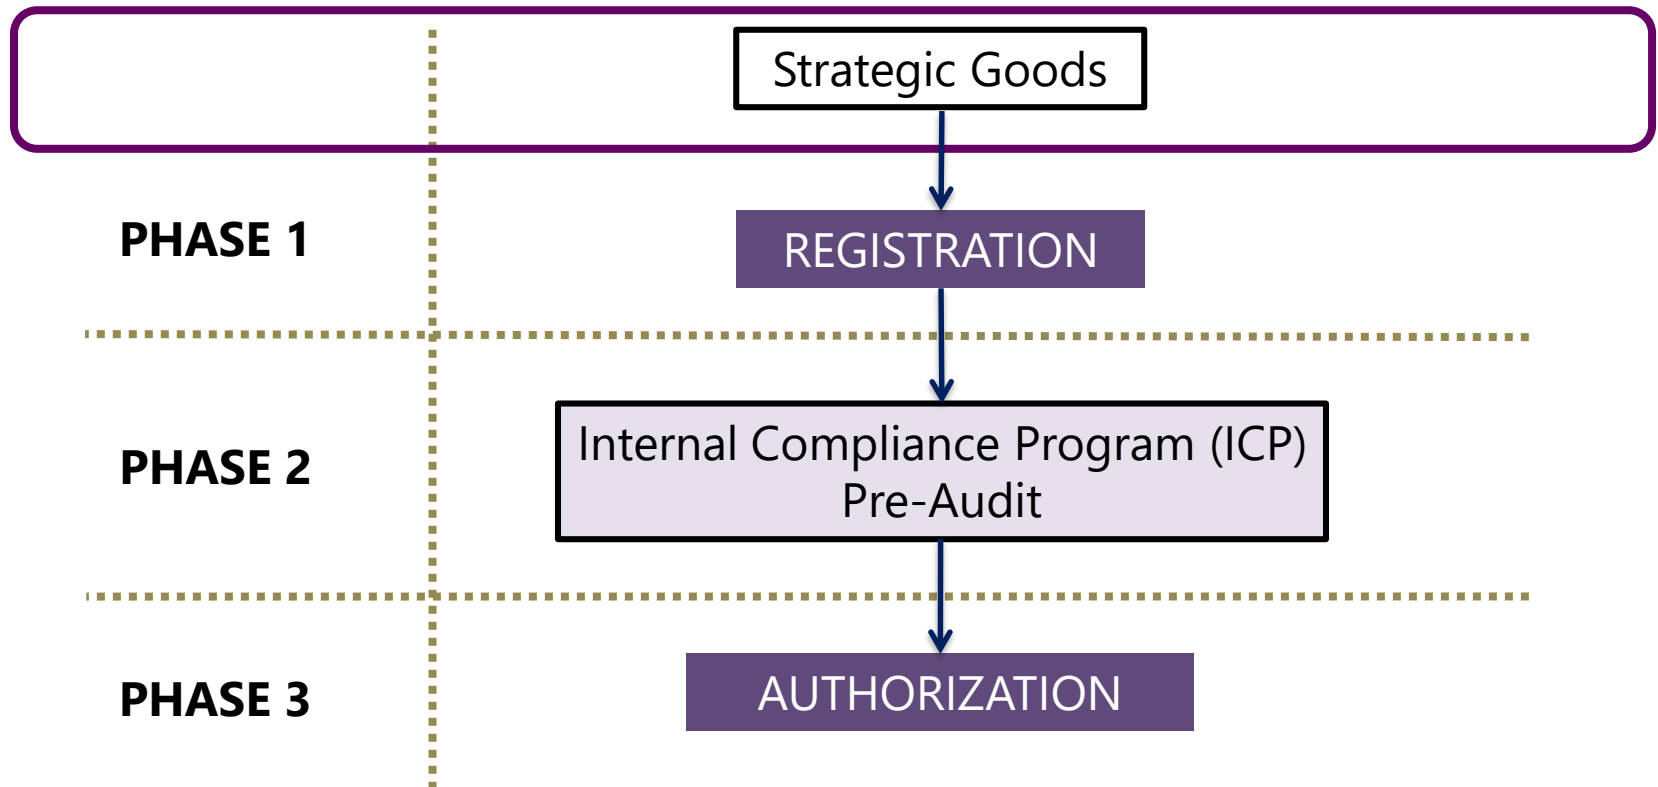 Strategic Goods
PHASE 1
REGISTRATION
PHASE 2
Internal Compliance Program (ICP)
Pre-Audit
PHASE 3
AUTHORIZATION